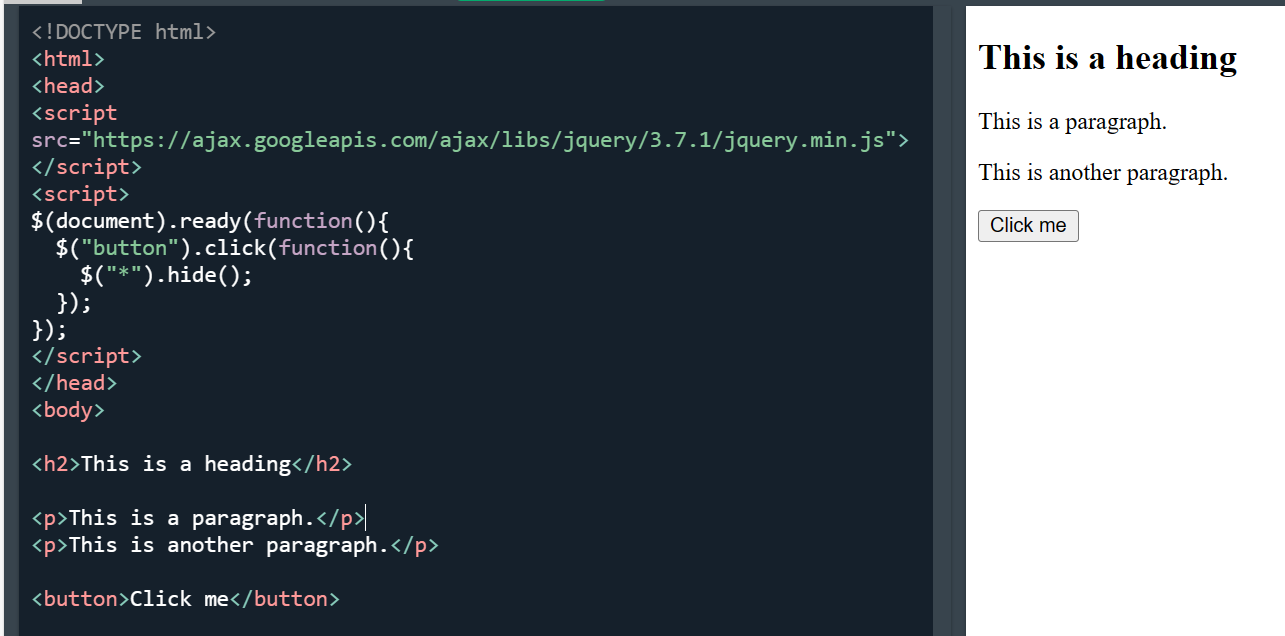 <!DOCTYPE html>
<html>
<head>
<script
src="https://ajax.googleapis.com/ajax/libs/jquery/3.7.1/jquery.min.js">
</script>
<script>
$(document).ready(function(){
  $("button").click(function(){
    $("*").hide();
  });
});
</script>
</head>
<body>

<h2>This is a heading</h2>

<p>This is a paragraph.</p>
<p>This is another paragraph.</p>

<button>Click me</button>

This is a heading
This is a paragraph.
This is another paragraph.
Click me